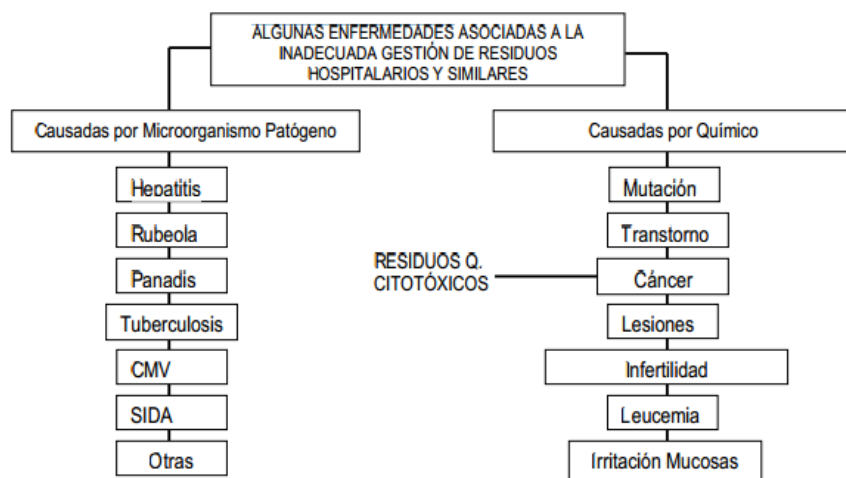 ALGUNAS ENFERMEDADES ASOCIADAS A LA
INADECUADA GESTIÓN DE RESIDUOS
HOSPITALARIOS Y SIMILARES
Causadas por Microorganismo Patógeno
Hepatitis
Rubeola
Panadis
Tuberculosis
CMV
SIDA
Otras
Causadas por Químico
Mutación
Transtorno
RESIDUOS Q.
CITOTÓXICOS
Cáncer
Lesiones
Infertilidad
Leucemia
Irritación Mucosas